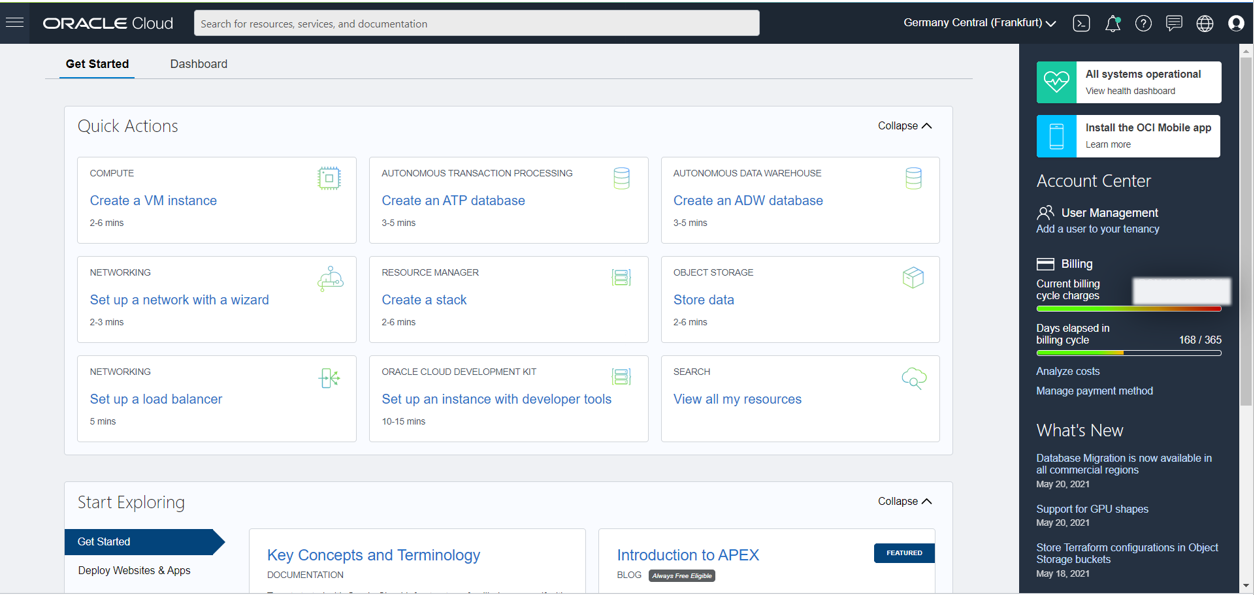 ORACLE Cloud
Search for resources, services, and documentation
Germany Central (Frankfurt)
Get Started
Dashboard
Quick Actions
Collapse
COMPUTE
Create a VM instance
2-6 mins
AUTONOMOUS TRANSACTION PROCESSING
Create an ATP database
3-5 mins
AUTONOMOUS DATA WAREHOUSE
Create an ADW database
3-5 mins
NETWORKING
Set up a network with a wizard
2-3 mins
RESOURCE MANAGER
Create a stack
2-6 mins
OBJECT STORAGE
Store data
2-6 mins
NETWORKING
Set up a load balancer
5 mins
ORACLE CLOUD DEVELOPMENT KIT
Set up an instance with developer tools
10-15 mins
SEARCH
View all my resources
Start Exploring
Collapse
Get Started
Deploy Websites & Apps
Key Concepts and Terminology
DOCUMENTATION
Introduction to APEX
FEATURED
BLOG Always Free Eligible
All systems operational
View health dashboard
Install the OCI Mobile app
Learn more
Account Center
User Management
Add a user to your tenancy
Billing
Current billing
cycle charges
Days elapsed in
billing cycle 168 / 365
Analyze costs
Manage payment method
What's New
Database Migration is now available in
all commercial regions
May 20, 2021
Support for GPU shapes
May 20, 2021
Store Terraform configurations in Object
Storage buckets
May 18, 2021